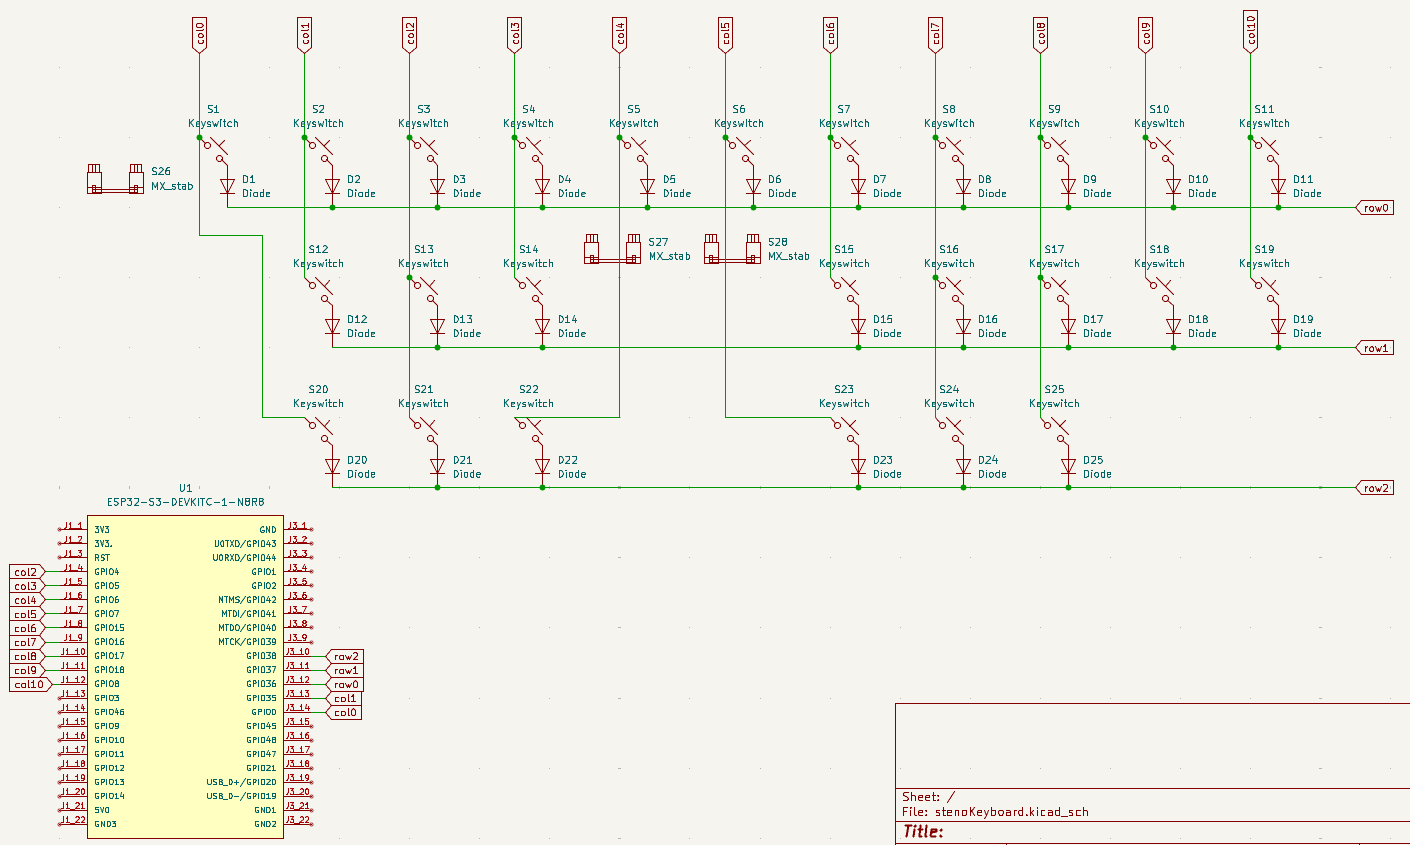 col0 col1 col2 col3 col4 col5 col6 col7 col8 col9 col10
S1 S2 S3 S4 S5 S6 S7 S8 S9 S10 S11
Keyswitch Keyswitch Keyswitch Keyswitch Keyswitch Keyswitch Keyswitch Keyswitch Keyswitch Keyswitch Keyswitch
S26
MX_stab
D1 D2 D3 D4 D5 D6 D7 D8 D9 D10 D11
Diode Diode Diode Diode Diode Diode Diode Diode Diode Diode Diode
row0
S27 S28
MX_stab MX_stab
S12 S13 S14 S15 S16 S17 S18 S19
Keyswitch Keyswitch Keyswitch Keyswitch Keyswitch Keyswitch Keyswitch Keyswitch
D12 D13 D14 D15 D16 D17 D18 D19
Diode Diode Diode Diode Diode Diode Diode Diode
row1
S20 S21 S22 S23 S24 S25
Keyswitch Keyswitch Keyswitch Keyswitch Keyswitch Keyswitch
D20 D21 D22 D23 D24 D25
Diode Diode Diode Diode Diode Diode
row2
U1
ESP32-S3-DEVKITC-1-N8R8
J1_1 3V3 GND J3_1
J1_2 3V3. U0TXD/GPIO43 J3_2
J1_3 RST U0RXD/GPIO44 J3_3
col2 J1_4 GPIO4 GPIO1 J3_4
col3 J1_5 GPIO5 GPIO2 J3_5
col4 J1_6 GPIO6 MTMS/GPIO42 J3_6
col5 J1_7 GPIO7 MTDI/GPIO41 J3_7
col6 J1_8 GPIO15 MTDO/GPIO40 J3_8
col7 J1_9 GPIO16 MTCK/GPIO39 J3_9
col8 J1_10 GPIO17 GPIO38 J3_10 row2
col9 J1_11 GPIO18 GPIO37 J3_11 row1
col10 J1_12 GPIO8 GPIO36 J3_12 row0
J1_13 GPIO3 GPIO35 J3_13 col1
J1_14 GPIO46 GPIO0 J3_14 col0
J1_15 GPIO9 GPIO45 J3_15
J1_16 GPIO10 GPIO48 J3_16
J1_17 GPIO11 GPIO47 J3_17
J1_18 GPIO12 GPIO21 J3_18
J1_19 GPIO13 USB_D+/GPIO20 J3_19
J1_20 GPIO14 USB_D-/GPIO19 J3_20
J1_21 5V0 GND1 J3_21
J1_22 GND3 GND2 J3_22
Sheet: /
File: stenoKeyboard.kicad_sch
Title: